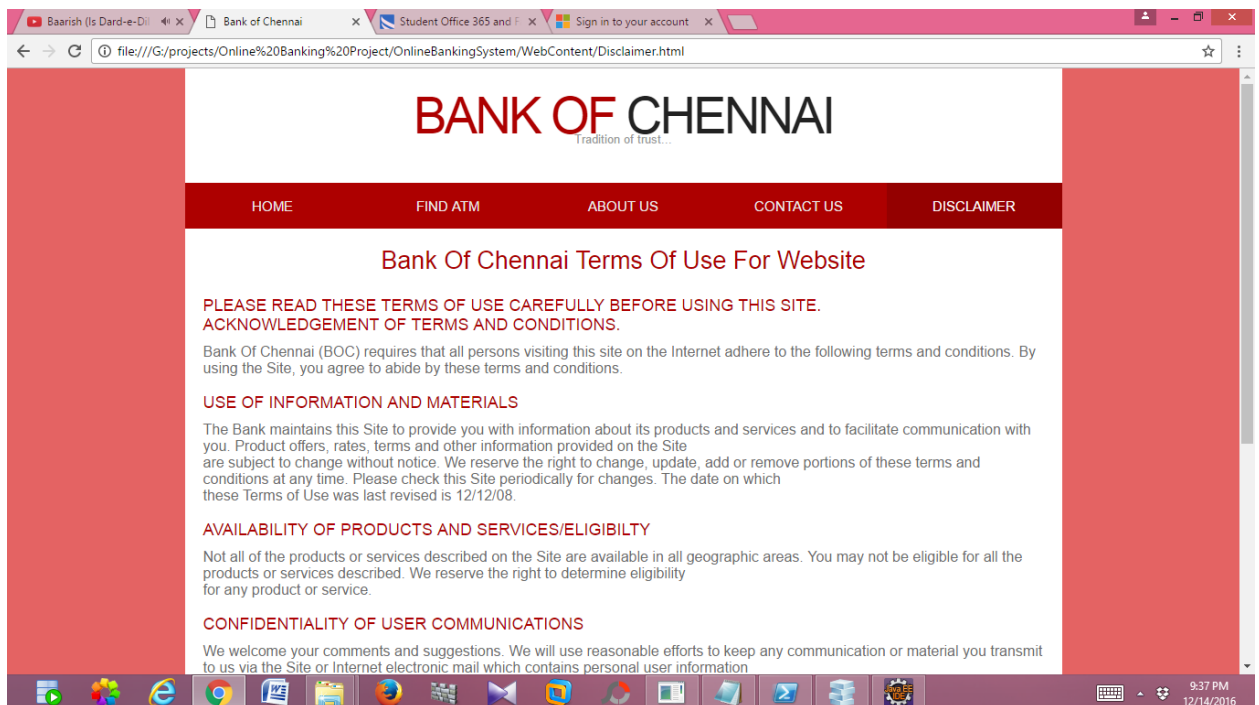 Baarish (Is Dard-e-Dil
Bank of Chennai
Student Office 365 and F
Sign in to your account
file:///G:/projects/Online%20Banking%20Project/OnlineBankingSystem/WebContent/Disclaimer.html
BANK OF CHENNAI
Tradition of trust...
HOME FIND ATM ABOUT US CONTACT US DISCLAIMER
Bank Of Chennai Terms Of Use For Website
PLEASE READ THESE TERMS OF USE CAREFULLY BEFORE USING THIS SITE.
ACKNOWLEDGEMENT OF TERMS AND CONDITIONS.
Bank Of Chennai (BOC) requires that all persons visiting this site on the Internet adhere to the following terms and conditions. By
using the Site, you agree to abide by these terms and conditions.
USE OF INFORMATION AND MATERIALS
The Bank maintains this Site to provide you with information about its products and services and to facilitate communication with
you. Product offers, rates, terms and other information provided on the Site
are subject to change without notice. We reserve the right to change, update, add or remove portions of these terms and
conditions at any time. Please check this Site periodically for changes. The date on which
these Terms of Use was last revised is 12/12/08.
AVAILABILITY OF PRODUCTS AND SERVICES/ELIGIBILTY
Not all of the products or services described on the Site are available in all geographic areas. You may not be eligible for all the
products or services described. We reserve the right to determine eligibility
for any product or service.
CONFIDENTIALITY OF USER COMMUNICATIONS
We welcome your comments and suggestions. We will use reasonable efforts to keep any communication or material you transmit
to us via the Site or Internet electronic mail which contains personal user information
Java EE
IDE
9:37 PM
12/14/2016